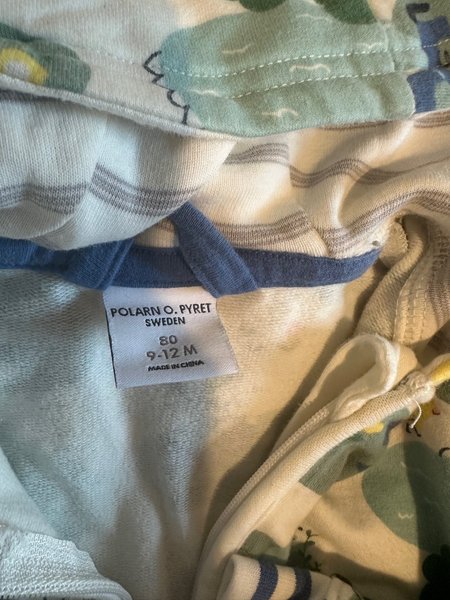 POLARN O. PYRET
SWEDEN
80
9-12 M
MADE IN CHINA